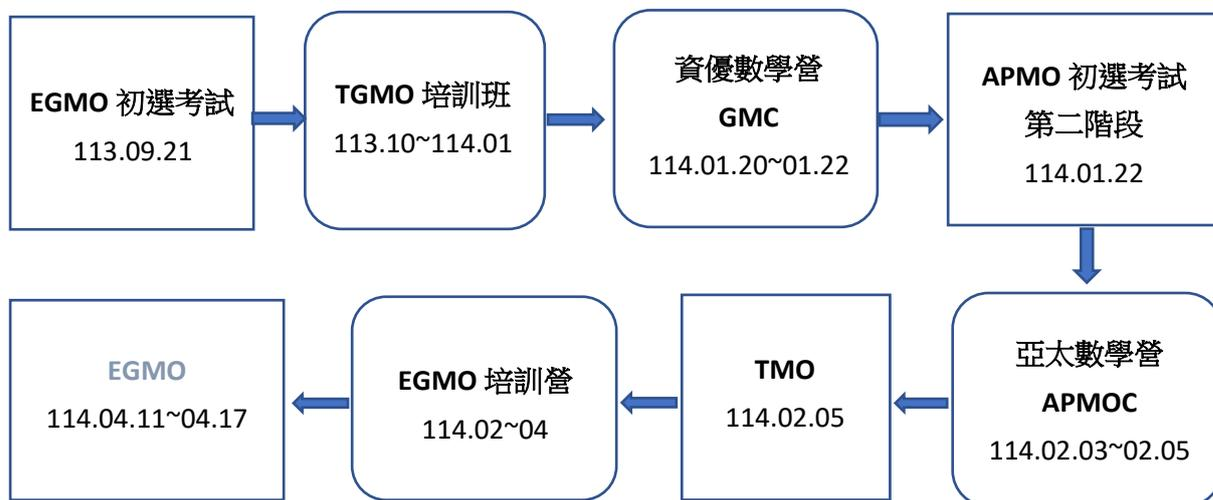 EGMO 初選考試
113.09.21
TGMO 培訓班
113.10~114.01
資優數學營
GMC
114.01.20~01.22
APMO 初選考試
第二階段
114.01.22
亞太數學營
APMOC
114.02.03~02.05
TMO
114.02.05
EGMO 培訓營
114.02~04
EGMO
114.04.11~04.17